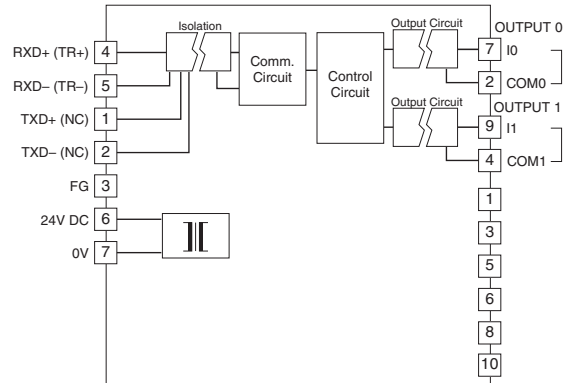 Isolation
Output Circuit
OUTPUT 0
RXD+ (TR+) 4
7 I0
RXD– (TR–) 5
Comm.
Circuit
Control
Circuit
2 COM0
Output Circuit
OUTPUT 1
TXD+ (NC) 1
9 I1
TXD– (NC) 2
4 COM1
FG 3
1
24V DC 6
3
0V 7
5
6
8
10